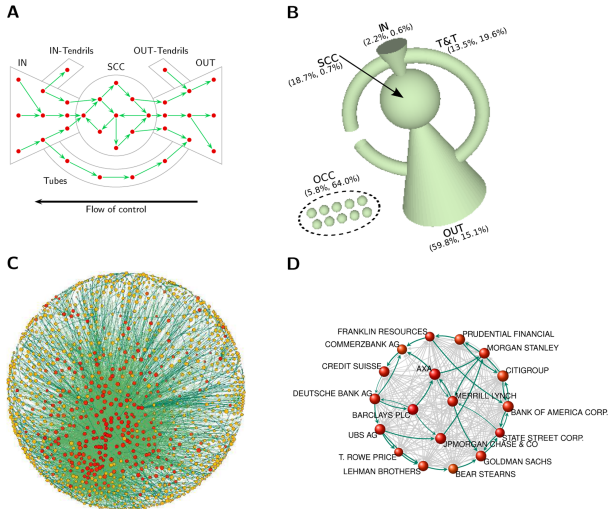 A
IN-Tendrils
OUT-Tendrils
IN
SCC
OUT
Tubes
Flow of control
B
IN
(2.2%, 0.6%)
T&T
(13.5%, 19.6%)
SCC
(18.7%, 0.7%)
OCC
(5.8%, 64.0%)
OUT
(59.8%, 15.1%)
C
D
FRANKLIN RESOURCES
PRUDENTIAL FINANCIAL
COMMERZBANK AG
MORGAN STANLEY
CREDIT SUISSE
AXA
CITIGROUP
DEUTSCHE BANK AG
MERRILL LYNCH
BARCLAYS PLC
BANK OF AMERICA CORP.
UBS AG
STATE STREET CORP.
JPMORGAN CHASE & CO
T. ROWE PRICE
GOLDMAN SACHS
LEHMAN BROTHERS
BEAR STEARNS